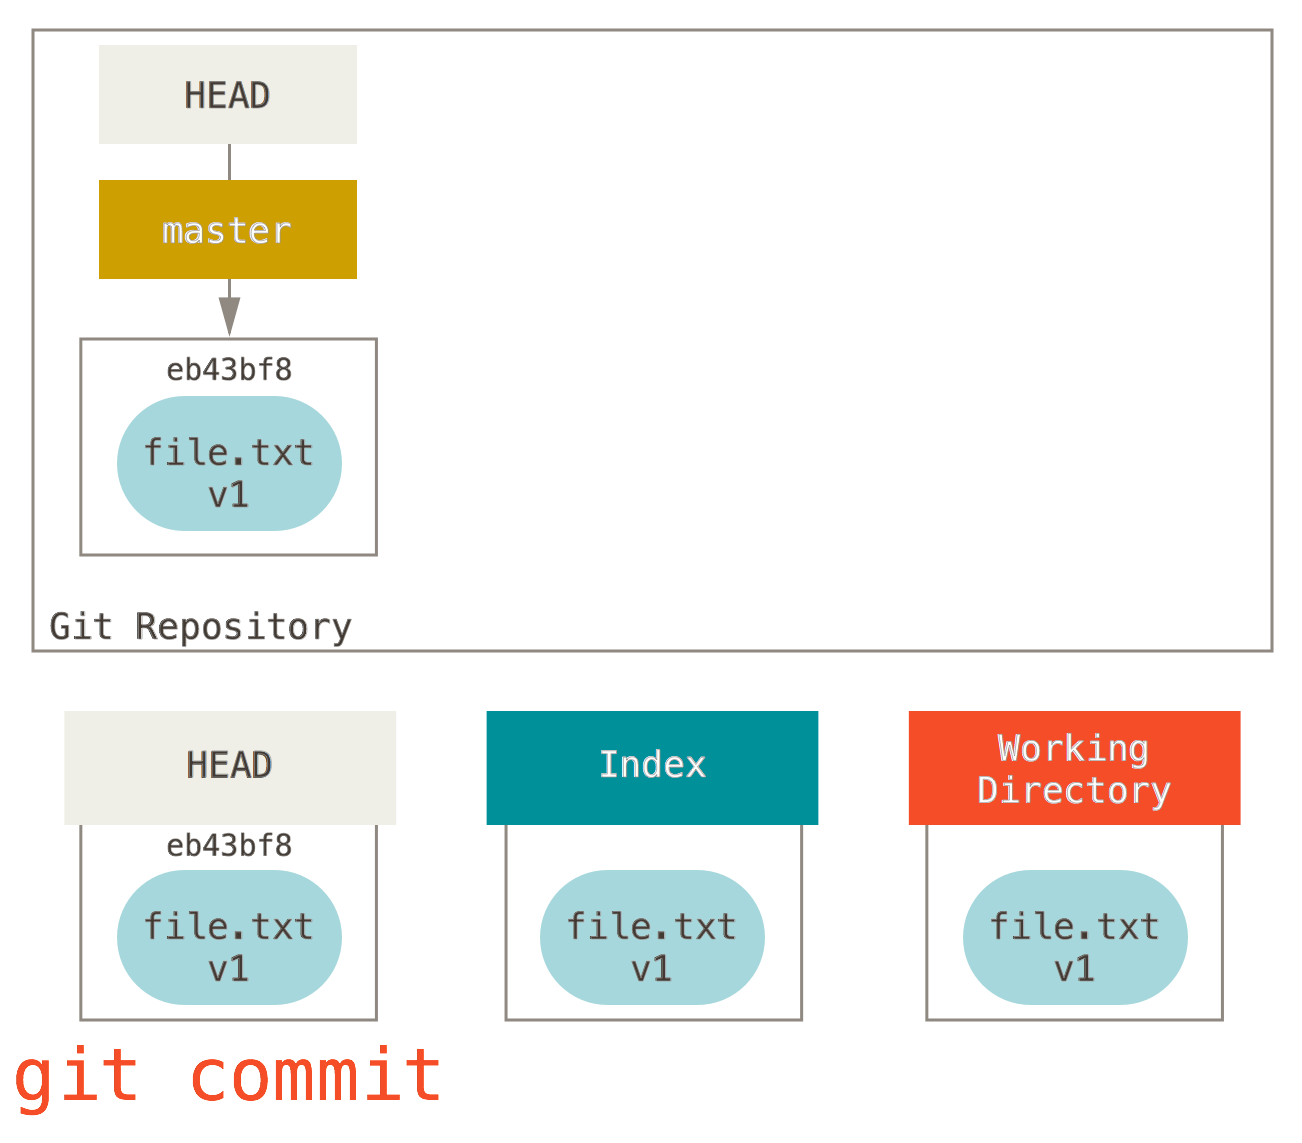 HEAD
master
eb43bf8
file.txt
v1
Git Repository
HEAD
eb43bf8
file.txt
v1
Index
file.txt
v1
Working
Directory
file.txt
v1
git commit